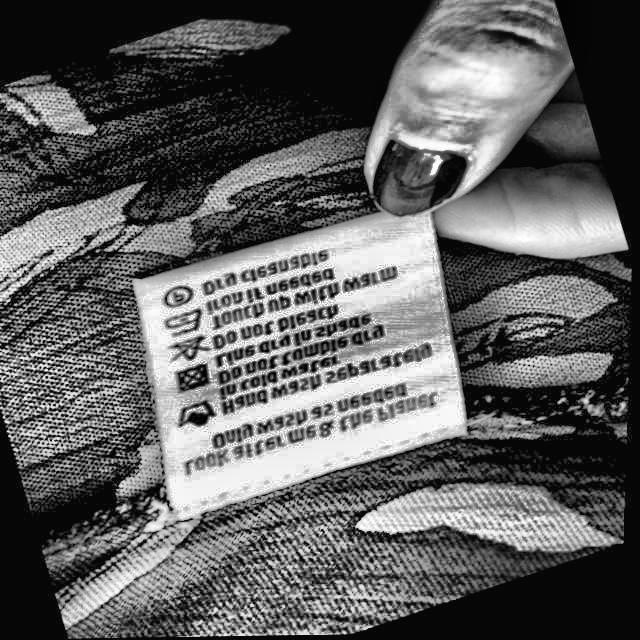 Look after me & the planet
Only wash as needed
Hand wash separately
in cold water
Do not tumble dry
Line dry in shade
Do not bleach
Touch up with warm
iron if needed
Dry cleanable